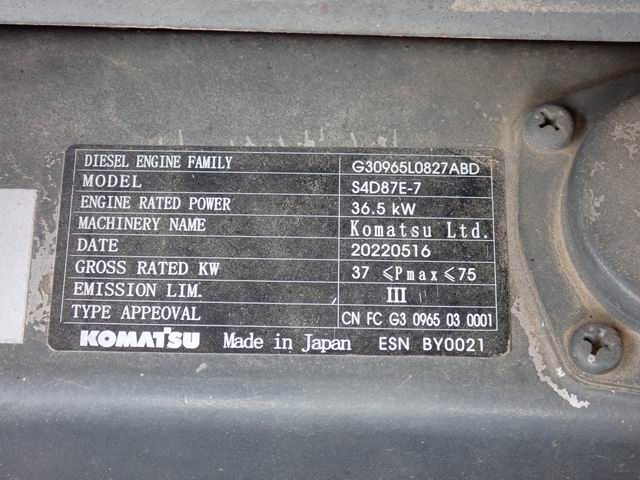 DIESEL ENGINE FAMILY G30965L0827ABD
MODEL S4D87E-7
ENGINE RATED POWER 36.5 kW
MACHINERY NAME Komatsu Ltd.
DATE 20220516
GROSS RATED KW 37 ≤Pmax≤75
EMISSION LIM. III
TYPE APPEOVAL CN FC G3 0965 03 0001
KOMATSU Made in Japan ESN BY0021